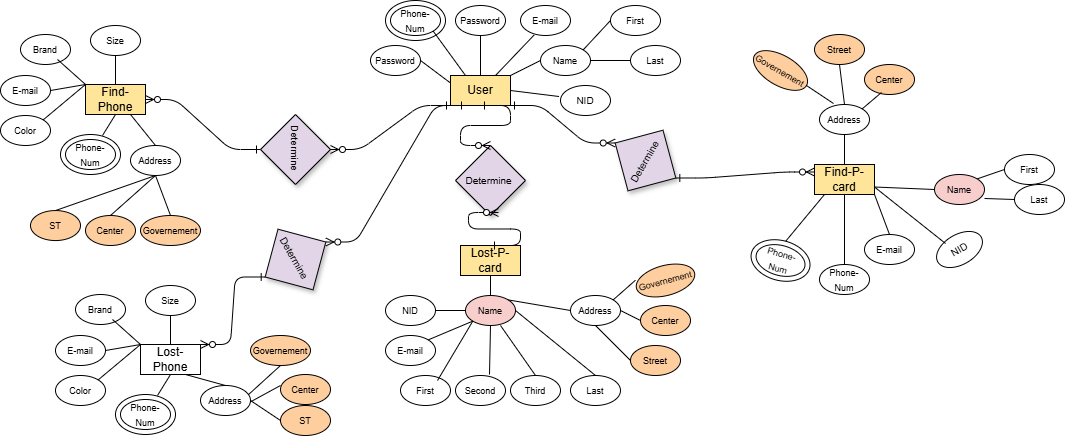 Phone-
Num
Password
E-mail
First
Password
Name
Last
User
NID
Brand
Size
E-mail
Find-
Phone
Color
Phone-
Num
Address
ST
Center
Governement
Determine
Determine
Determine
Determine
Street
Governement
Center
Address
Find-P-
card
Name
First
Last
Phone-
Num
Phone-
Num
E-mail
NID
Brand
Size
E-mail
Lost-
Phone
Color
Phone-
Num
Address
Governement
Center
ST
Lost-P-
card
NID
Name
E-mail
First
Second
Third
Last
Address
Governement
Center
Street